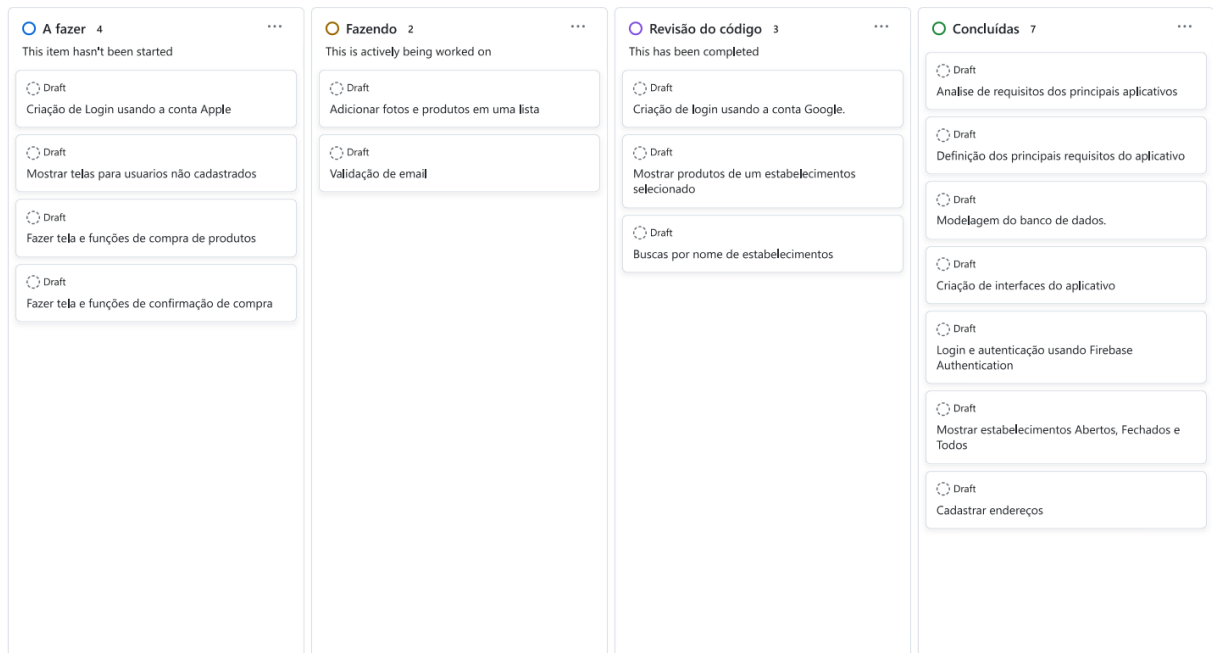 A fazer 4 ...
This item hasn't been started
Draft
Criação de Login usando a conta Apple
Draft
Mostrar telas para usuarios não cadastrados
Draft
Fazer tela e funções de compra de produtos
Draft
Fazer tela e funções de confirmação de compra
Fazendo 2 ...
This is actively being worked on
Draft
Adicionar fotos e produtos em uma lista
Draft
Validação de email
Revisão do código 3 ...
This has been completed
Draft
Criação de login usando a conta Google.
Draft
Mostrar produtos de um estabelecimentos
selecionado
Draft
Buscas por nome de estabelecimentos
Concluídas 7 ...
Draft
Analise de requisitos dos principais aplicativos
Draft
Definição dos principais requisitos do aplicativo
Draft
Modelagem do banco de dados.
Draft
Criação de interfaces do aplicativo
Draft
Login e autenticação usando Firebase
Authentication
Draft
Mostrar estabelecimentos Abertos, Fechados e
Todos
Draft
Cadastrar endereços